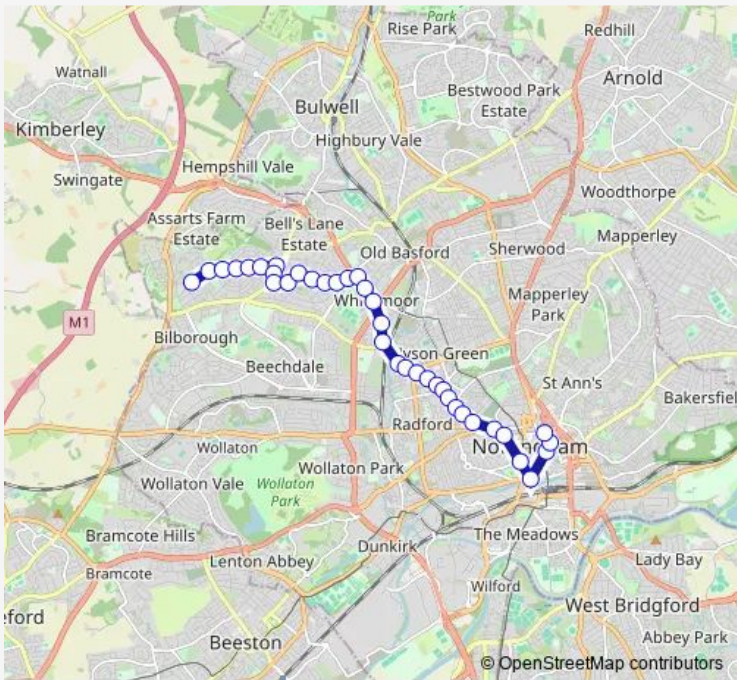 Park
Rise Park
Redhill
Watnall
Arnold
Bestwood Park
Estate
Bulwell
Kimberley
Highbury Vale
Hempshill Vale
Swingate
Woodthorpe
Assarts Farm
Estate
Bell's Lane
Estate
Mapperley
Old Basford
Sherwood
Mapperley
Park
M1
Bilborough
yson Green
Beechdale
St Ann's
Bakersfiel
Radford
Wollaton
Wollaton Park
Wollaton Vale
Wollaton
Park
The Meadows
Bramcote Hills
Dunkirk
Lenton Abbey
Lady Bay
Bramcote
Wilford
West Bridgford
eford
Beeston
Abbey Park
© OpenStreetMap contributors